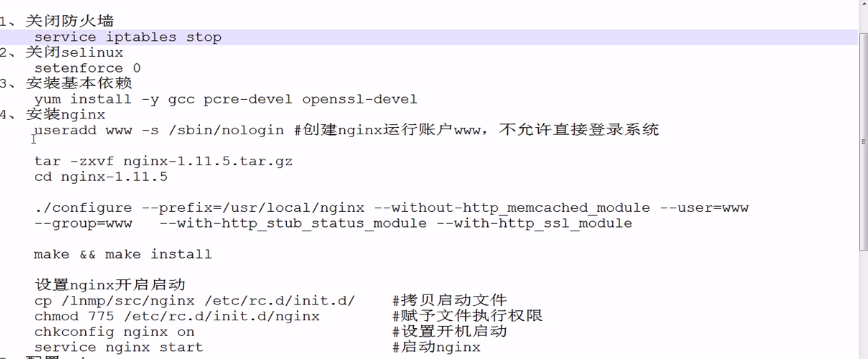 1、关闭防火墙
service iptables stop
2、关闭selinux
setenforce 0
3、安装基本依赖
yum install -y gcc pcre-devel openssl-devel
4、安装nginx
useradd www -s /sbin/nologin #创建nginx运行账户www，不允许直接登录系统
tar -zxvf nginx-1.11.5.tar.gz
cd nginx-1.11.5
./configure --prefix=/usr/local/nginx --without-http_memcached_module --user=www
--group=www --with-http_stub_status_module --with-http_ssl_module
make && make install
设置nginx开启启动
cp /lnmp/src/nginx /etc/rc.d/init.d/ #拷贝启动文件
chmod 775 /etc/rc.d/init.d/nginx #赋予文件执行权限
chkconfig nginx on #设置开机启动
service nginx start #启动nginx